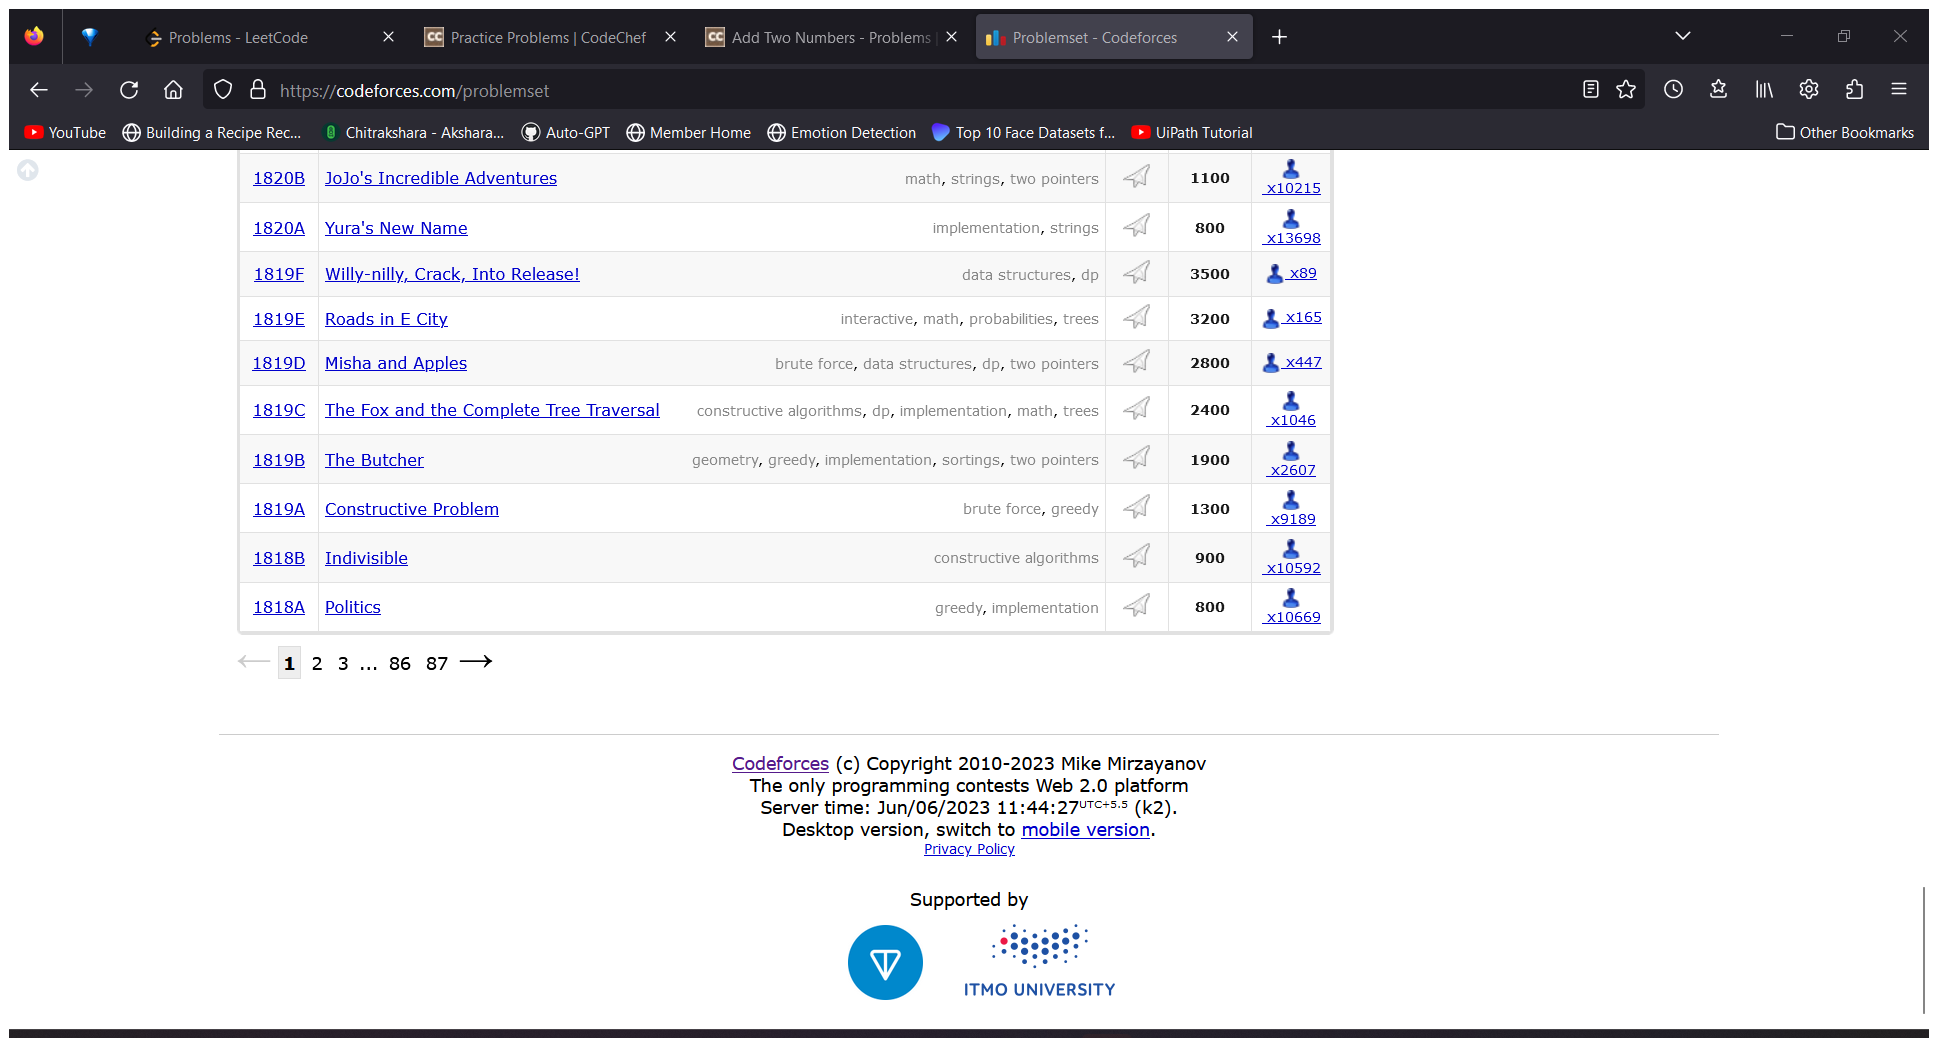 Problems - LeetCode
Practice Problems | CodeChef
Add Two Numbers - Problems |
Problemset - Codeforces
https://codeforces.com/problemset
YouTube Building a Recipe Rec... Chitrakshara - Akshara... Auto-GPT Member Home Emotion Detection Top 10 Face Datasets f... UiPath Tutorial Other Bookmarks
1820B JoJo's Incredible Adventures math, strings, two pointers 1100 x10215
1820A Yura's New Name implementation, strings 800 x13698
1819F Willy-nilly, Crack, Into Release! data structures, dp 3500 x89
1819E Roads in E City interactive, math, probabilities, trees 3200 x165
1819D Misha and Apples brute force, data structures, dp, two pointers 2800 x447
1819C The Fox and the Complete Tree Traversal constructive algorithms, dp, implementation, math, trees 2400 x1046
1819B The Butcher geometry, greedy, implementation, sortings, two pointers 1900 x2607
1819A Constructive Problem brute force, greedy 1300 x9189
1818B Indivisible constructive algorithms 900 x10592
1818A Politics greedy, implementation 800 x10669
1 2 3 ... 86 87
Codeforces (c) Copyright 2010-2023 Mike Mirzayanov
The only programming contests Web 2.0 platform
Server time: Jun/06/2023 11:44:27UTC+5.5 (k2).
Desktop version, switch to mobile version.
Privacy Policy
Supported by
ITMO UNIVERSITY